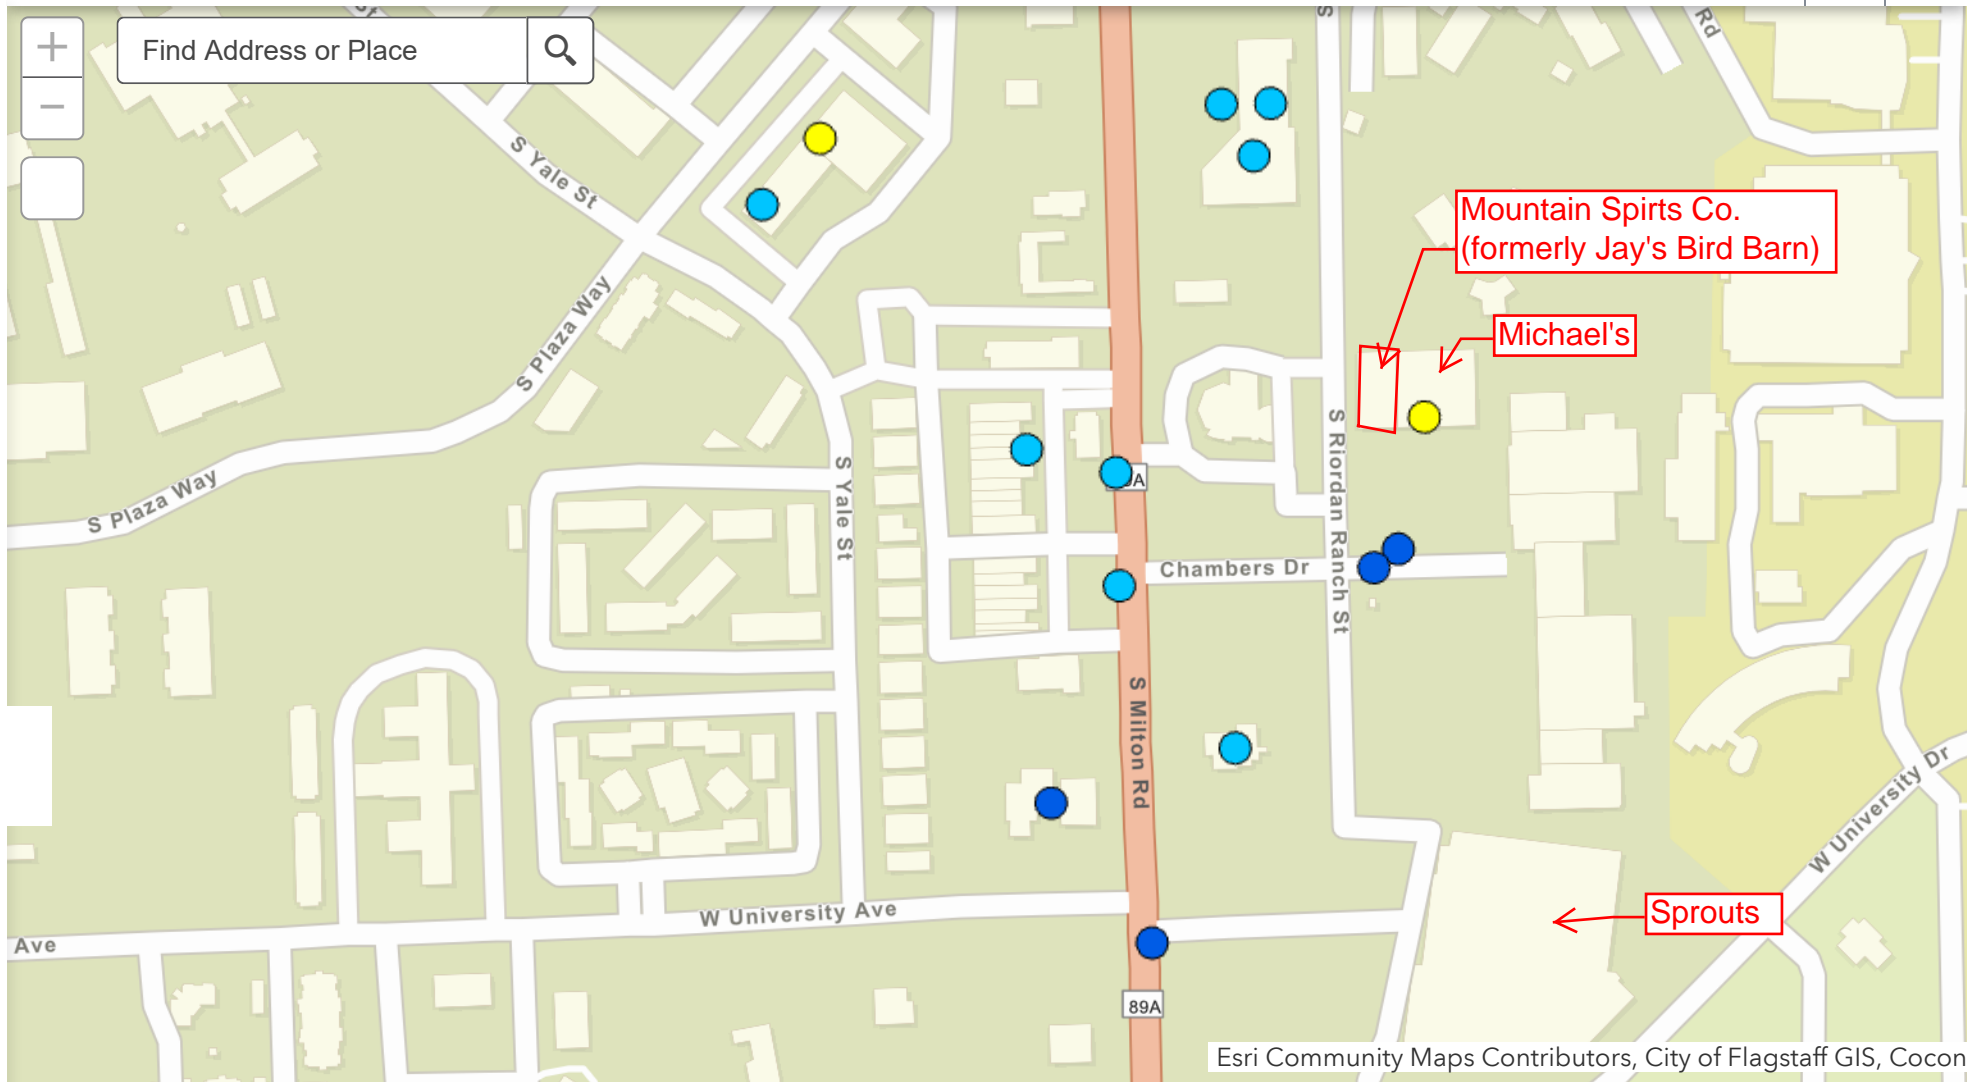 Find Address or Place
St
S
Rd
S Yale St
Mountain Spirts Co.
(formerly Jay's Bird Barn)
Michael's
S Plaza Way
S Plaza Way
S Yale St
S Riordan Ranch St
Chambers Dr
S Milton Rd
W University Dr
W University Ave
Ave
Sprouts
89A
Esri Community Maps Contributors, City of Flagstaff GIS, Cocon